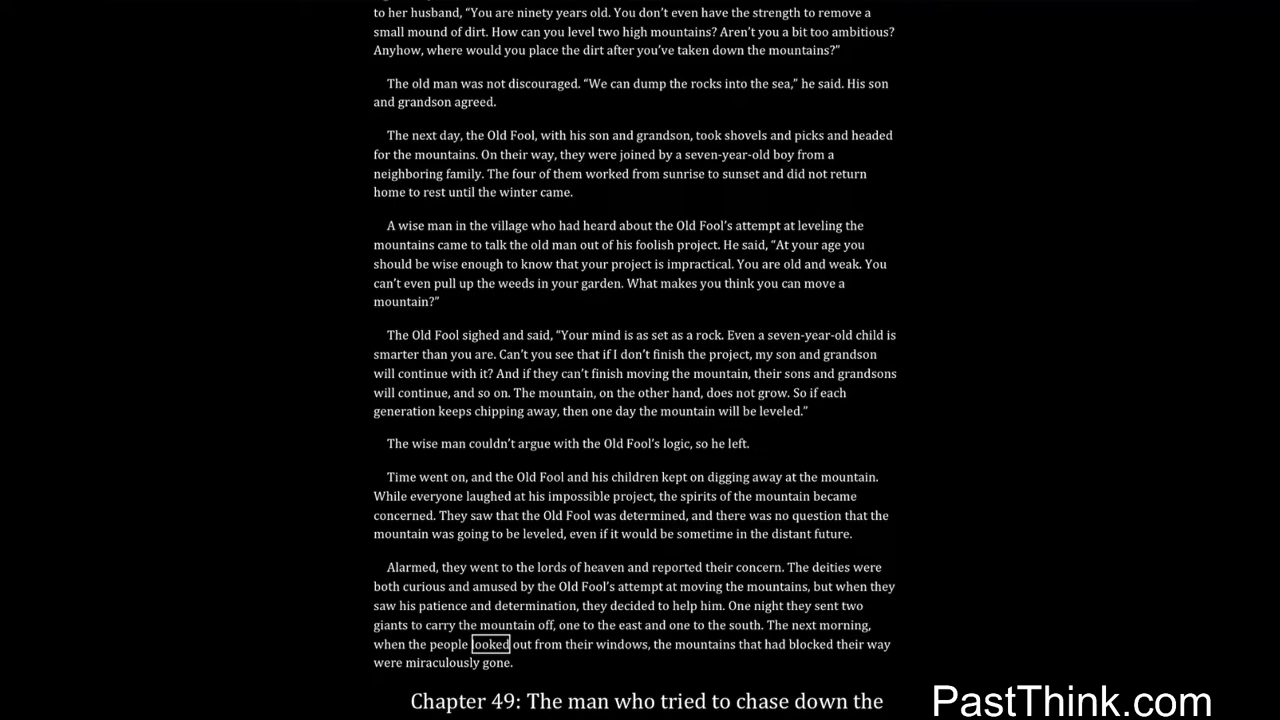 to her husband, “You are ninety years old. You don’t even have the strength to remove a
small mound of dirt. How can you level two high mountains? Aren’t you a bit too ambitious?
Anyhow, where would you place the dirt after you’ve taken down the mountains?”
The old man was not discouraged. “We can dump the rocks into the sea,” he said. His son
and grandson agreed.
The next day, the Old Fool, with his son and grandson, took shovels and picks and headed
for the mountains. On their way, they were joined by a seven-year-old boy from a
neighboring family. The four of them worked from sunrise to sunset and did not return
home to rest until the winter came.
A wise man in the village who had heard about the Old Fool’s attempt at leveling the
mountains came to talk the old man out of his foolish project. He said, “At your age you
should be wise enough to know that your project is impractical. You are old and weak. You
can’t even pull up the weeds in your garden. What makes you think you can move a
mountain?”
The Old Fool sighed and said, “Your mind is as set as a rock. Even a seven-year-old child is
smarter than you are. Can’t you see that if I don’t finish the project, my son and grandson
will continue with it? And if they can’t finish moving the mountain, their sons and grandsons
will continue, and so on. The mountain, on the other hand, does not grow. So if each
generation keeps chipping away, then one day the mountain will be leveled.”
The wise man couldn’t argue with the Old Fool’s logic, so he left.
Time went on, and the Old Fool and his children kept on digging away at the mountain.
While everyone laughed at his impossible project, the spirits of the mountain became
concerned. They saw that the Old Fool was determined, and there was no question that the
mountain was going to be leveled, even if it would be sometime in the distant future.
Alarmed, they went to the lords of heaven and reported their concern. The deities were
both curious and amused by the Old Fool’s attempt at moving the mountains, but when they
saw his patience and determination, they decided to help him. One night they sent two
giants to carry the mountain off, one to the east and one to the south. The next morning,
when the people looked out from their windows, the mountains that had blocked their way
were miraculously gone.
Chapter 49: The man who tried to chase down the
PastThink.com